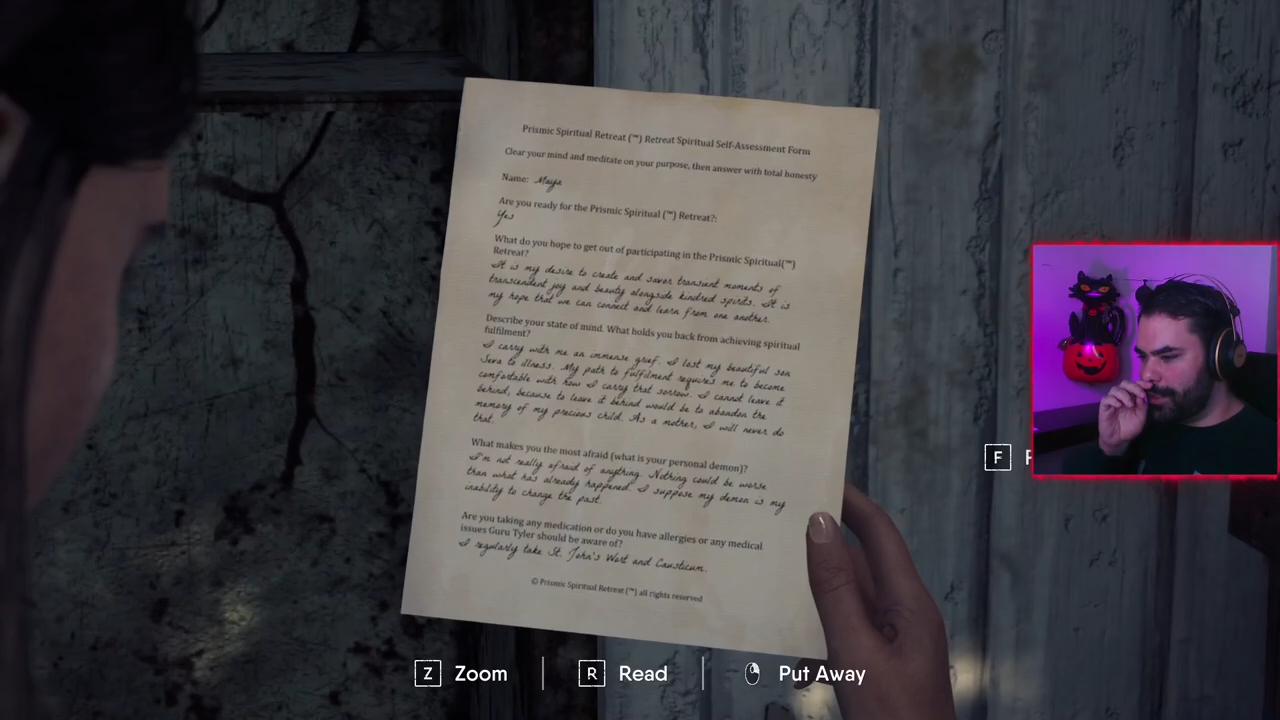 Prismic Spiritual Retreat (™) Retreat Spiritual Self-Assessment Form
Clear your mind and meditate on your purpose, then answer with total honesty
Name: Maya
Are you ready for the Prismic Spiritual (™) Retreat?:
Yes
What do you hope to get out of participating in the Prismic Spiritual(™)
Retreat?
It is my desire to create and savor transient moments of
transcendent joy and beauty alongside kindred spirits. It is
my hope that we can connect and learn from one another.
Describe your state of mind. What holds you back from achieving spiritual
fulfilment?
I carry with me an immense grief. I lost my beautiful son
Seva to illness. My path to fulfilment requires me to become
comfortable with how I carry that sorrow. I cannot leave it
behind, because to leave it behind would be to abandon the
memory of my precious child. As a mother, I will never do
that.
What makes you the most afraid (what is your personal demon)?
I'm not really afraid of anything. Nothing could be worse
than what has already happened. I suppose my demon is my
inability to change the past.
Are you taking any medication or do you have allergies or any medical
issues Guru Tyler should be aware of?
I regularly take St. John's Wort and Causticum.
© Prismic Spiritual Retreat (™) all rights reserved
F
Z Zoom
R Read
Put Away